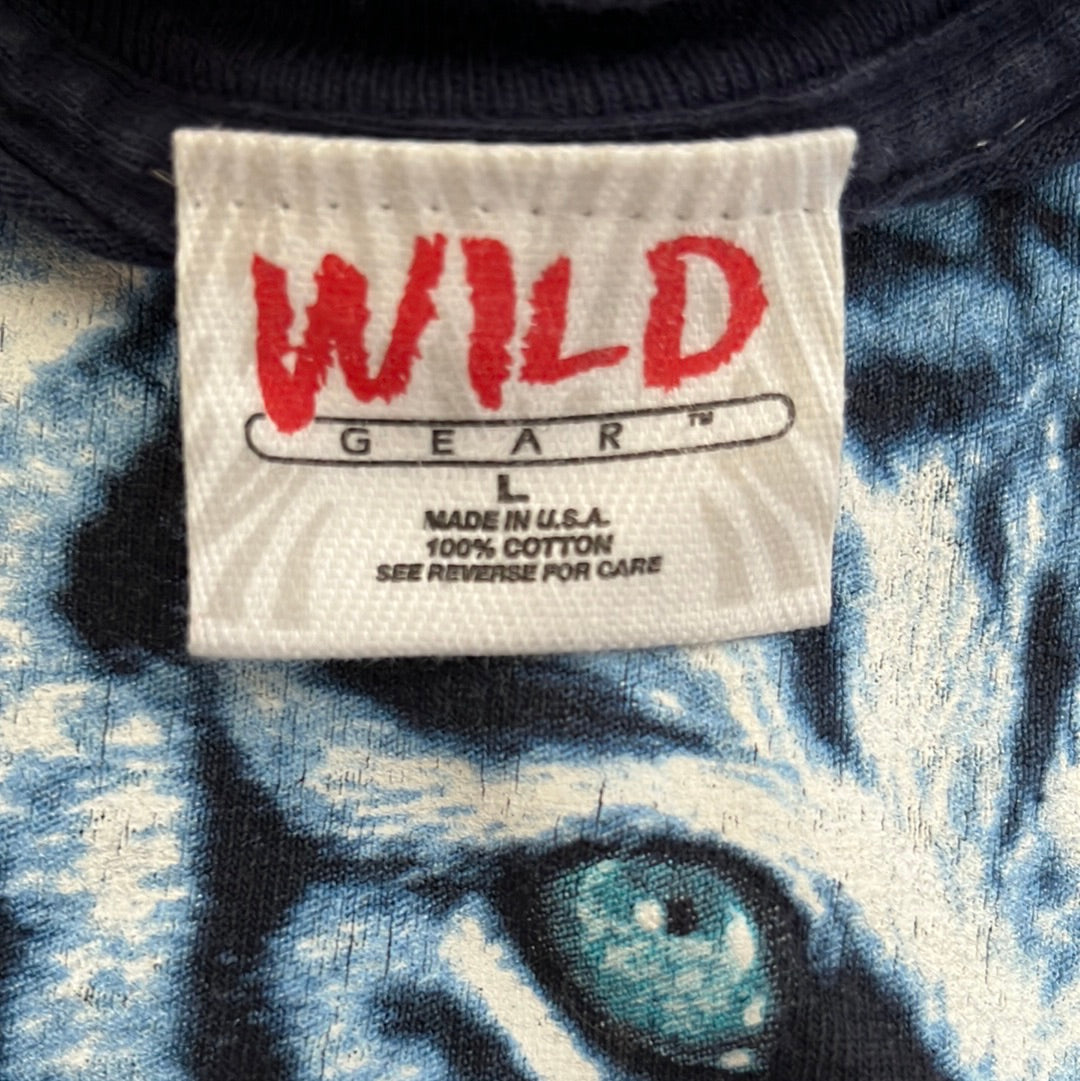 WILD
GEAR™
L
MADE IN U.S.A.
100% COTTON
SEE REVERSE FOR CARE